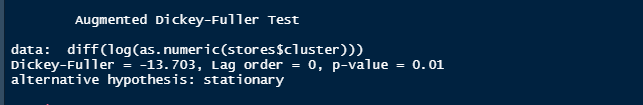 Augmented Dickey-Fuller Test
data:  diff(log(as.numeric(stores$cluster)))
Dickey-Fuller = -13.703, Lag order = 0, p-value = 0.01
alternative hypothesis: stationary